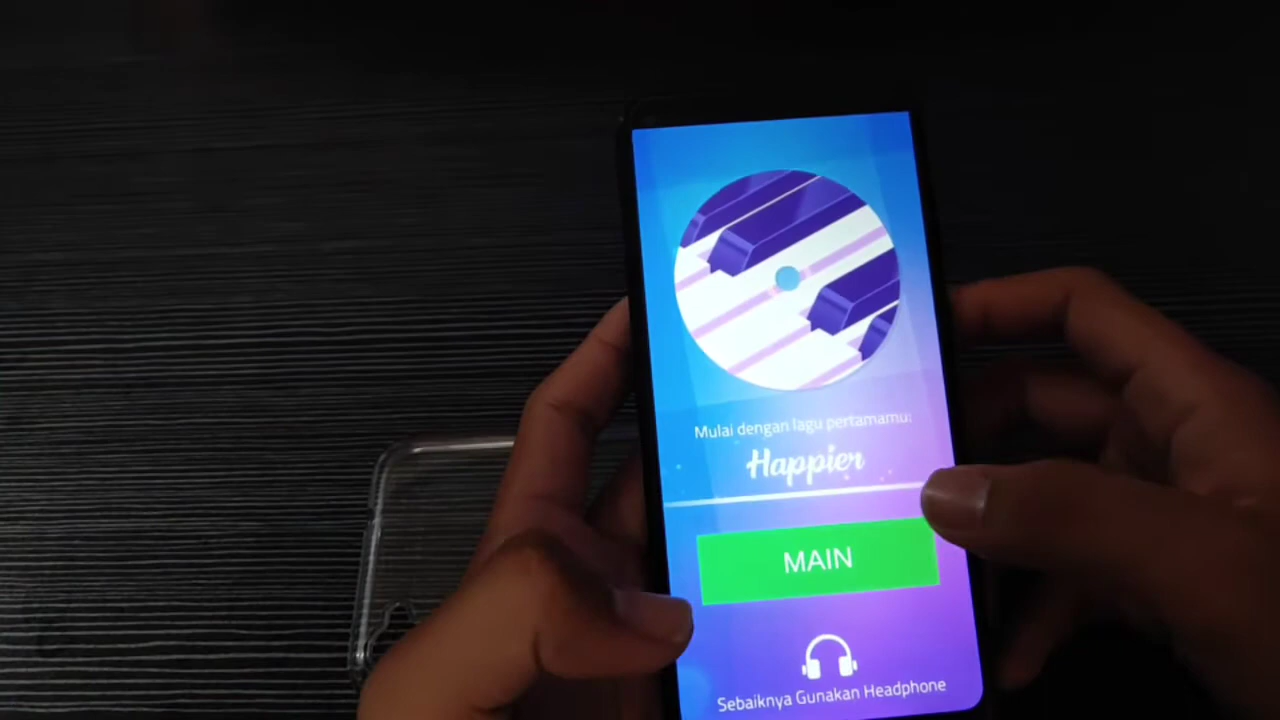 Mulai dengan lagu pertamamu:
Happier
MAIN
Sebaiknya Gunakan Headphone